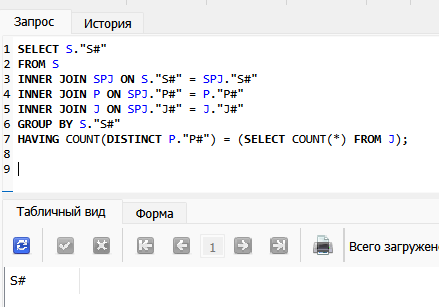 Запрос
История
1 SELECT S."S#"
2 FROM S
3 INNER JOIN SPJ ON S."S#" = SPJ."S#"
4 INNER JOIN P ON SPJ."P#" = P."P#"
5 INNER JOIN J ON SPJ."J#" = J."J#"
6 GROUP BY S."S#"
7 HAVING COUNT(DISTINCT P."P#") = (SELECT COUNT(*) FROM J);
8
9
Табличный вид
Форма
1
Всего загружен
S#